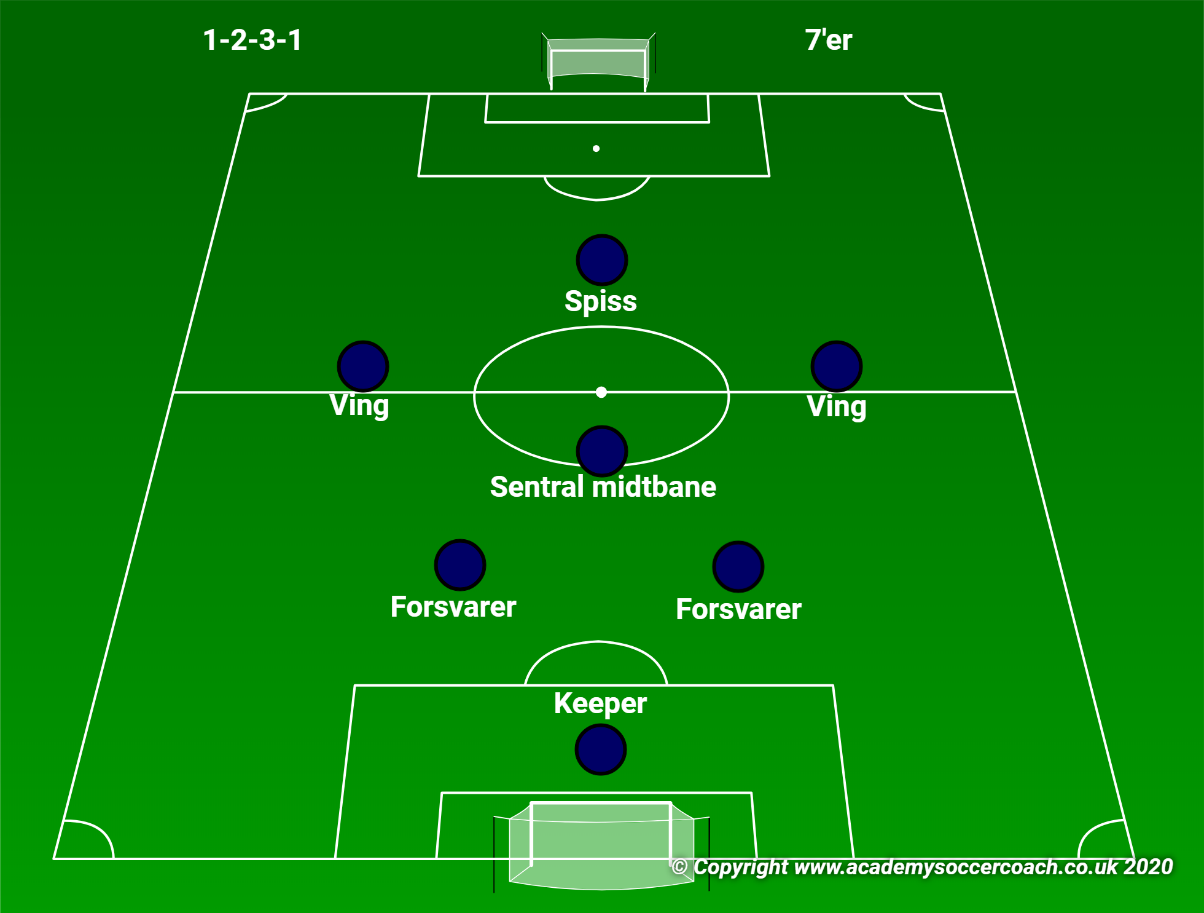 1-2-3-1
7'er
Spiss
Ving
Ving
Sentral midtbane
Forsvarer
Forsvarer
Keeper
© Copyright www.academysoccercoach.co.uk 2020